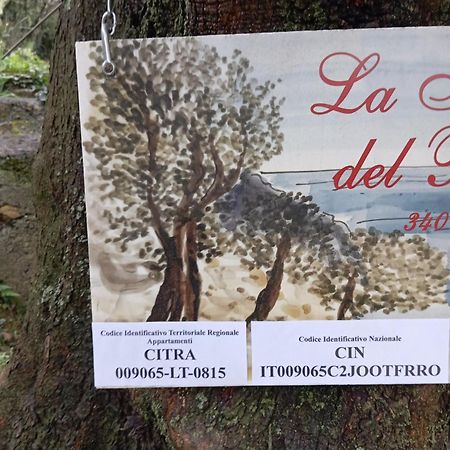 La
del
340
Codice Identificativo Territoriale Regionale
Appartamenti
CITRA
009065-LT-0815
Codice Identificativo Nazionale
CIN
IT009065C2JOOTFRRO